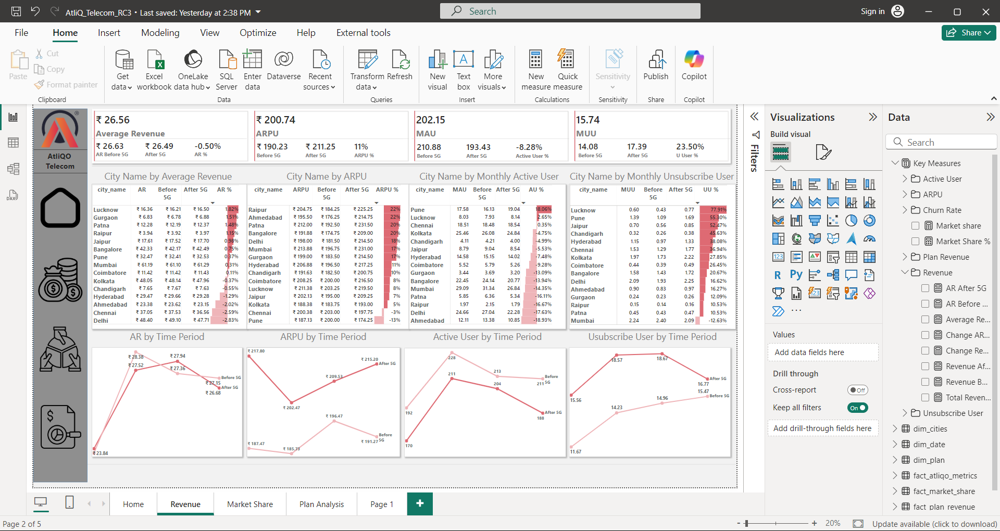 AtliQ_Telecom_RC3 • Last saved: Yesterday at 2:38 PM
Search
Sign in
File Home Insert Modeling View Optimize Help External tools
Share
Paste
Cut
Copy
Format painter
Get data
Excel workbook
OneLake data hub
SQL Server
Enter data
Dataverse
Recent sources
Transform data
Refresh
New visual
Text box
More visuals
New measure
Quick measure
Sensitivity
Publish
Copilot
Clipboard Data Queries Insert Calculations Sensitivity Share Copilot
AtliQO
Telecom
₹ 26.56
Average Revenue
₹ 26.63 ₹ 26.49 -0.50%
AR Before 5G After 5G AR %
₹ 200.74
ARPU
₹ 190.23 ₹ 211.25 11%
Before 5G After 5G ARPU %
202.15
MAU
210.88 193.43 -8.28%
Before 5G After 5G Active User %
15.74
MUU
14.08 17.39 23.50%
Before 5G After 5G U User %
City Name by Average Revenue
city_name AR Before 5G After 5G AR %
Lucknow ₹ 16.36 ₹ 16.21 ₹ 16.50 1.82%
Gurgaon ₹ 6.83 ₹ 6.78 ₹ 6.88 1.51%
Patna ₹ 12.28 ₹ 12.19 ₹ 12.37 1.48%
Raipur ₹ 3.94 ₹ 3.92 ₹ 3.97 1.15%
Jaipur ₹ 17.61 ₹ 17.52 ₹ 17.70 0.98%
Bangalore ₹ 42.33 ₹ 42.17 ₹ 42.49 0.75%
Pune ₹ 32.47 ₹ 32.41 ₹ 32.53 0.37%
Mumbai ₹ 61.19 ₹ 61.10 ₹ 61.29 0.31%
Coimbatore ₹ 11.42 ₹ 11.42 ₹ 11.43 0.11%
Kolkata ₹ 48.05 ₹ 48.14 ₹ 47.96 -0.37%
Chandigarh ₹ 7.65 ₹ 7.67 ₹ 7.63 -0.55%
Hyderabad ₹ 29.47 ₹ 29.66 ₹ 29.28 -1.29%
Ahmedabad ₹ 23.38 ₹ 23.62 ₹ 23.15 -2.02%
Chennai ₹ 37.05 ₹ 37.53 ₹ 36.56 -2.59%
Delhi ₹ 48.40 ₹ 49.10 ₹ 47.71 -2.83%
City Name by ARPU
city_name ARPU Before 5G After 5G ARPU %
Raipur ₹ 204.75 ₹ 184.25 ₹ 225.25 22%
Ahmedabad ₹ 195.50 ₹ 176.25 ₹ 214.75 22%
Patna ₹ 212.00 ₹ 192.50 ₹ 231.50 20%
Bangalore ₹ 191.88 ₹ 174.75 ₹ 209.00 20%
Delhi ₹ 198.00 ₹ 181.50 ₹ 214.50 18%
Mumbai ₹ 213.88 ₹ 196.75 ₹ 231.00 17%
Gurgaon ₹ 199.00 ₹ 183.50 ₹ 214.50 17%
Hyderabad ₹ 206.88 ₹ 196.50 ₹ 217.25 11%
Chandigarh ₹ 191.63 ₹ 182.50 ₹ 200.75 10%
Coimbatore ₹ 208.25 ₹ 200.00 ₹ 216.50 8%
Lucknow ₹ 211.38 ₹ 203.25 ₹ 219.50 8%
Jaipur ₹ 202.13 ₹ 195.00 ₹ 209.25 7%
Kolkata ₹ 188.38 ₹ 183.75 ₹ 193.00 5%
Chennai ₹ 200.38 ₹ 203.00 ₹ 197.75 -3%
Pune ₹ 187.13 ₹ 200.00 ₹ 174.25 -13%
City Name by Monthly Active User
city_name MAU Before 5G After 5G AU %
Pune 17.58 16.13 19.04 18.06%
Lucknow 8.03 7.93 8.14 2.65%
Chennai 18.51 18.48 18.54 0.35%
Kolkata 25.46 26.08 24.84 -4.75%
Chandigarh 4.11 4.21 4.00 -4.99%
Jaipur 8.79 9.04 8.54 -5.53%
Hyderabad 14.58 15.15 14.02 -7.48%
Coimbatore 5.52 5.79 5.26 -9.28%
Gurgaon 3.44 3.69 3.20 -13.09%
Bangalore 22.45 24.14 20.77 -13.94%
Mumbai 29.09 31.34 26.84 -14.35%
Patna 5.85 6.36 5.34 -16.11%
Raipur 1.97 2.15 1.79 -16.67%
Delhi 24.66 27.04 22.28 -17.63%
Ahmedabad 12.11 13.38 10.85 -18.93%
City Name by Monthly Unsubscribe User
city_name MUU Before 5G After 5G UU %
Lucknow 0.60 0.43 0.77 77.91%
Pune 1.39 1.09 1.69 55.30%
Jaipur 0.70 0.56 0.85 52.47%
Chandigarh 0.32 0.26 0.38 45.63%
Hyderabad 1.15 0.97 1.33 38.08%
Chennai 1.53 1.29 1.77 36.94%
Kolkata 1.97 1.73 2.22 27.85%
Coimbatore 0.44 0.39 0.49 26.45%
Bangalore 1.58 1.43 1.72 20.67%
Delhi 2.09 1.93 2.25 16.62%
Ahmedabad 0.90 0.83 0.97 16.27%
Gurgaon 0.24 0.23 0.26 12.09%
Raipur 0.15 0.14 0.16 10.53%
Patna 0.45 0.43 0.47 10.53%
Mumbai 2.24 2.40 2.09 -12.63%
AR by Time Period
₹ 28.38
₹ 27.52
₹ 27.94
₹ 27.36
Before 5G
₹ 27.15
After 5G
₹ 26.68
₹ 23.84
ARPU by Time Period
₹ 217.80
₹ 215.20
After 5G
₹ 209.53
₹ 202.47
₹ 196.47
Before 5G
₹ 191.27
₹ 187.47
₹ 185.73
Active User by Time Period
228
211
213
204
Before 5G
211
192
After 5G
188
170
Usubscribe User by Time Period
18.57
18.67
After 5G
16.77
15.47
Before 5G
15.56
14.96
14.23
11.67
Filters
Visualizations
Build visual
R
Py
123
Values
Add data fields here
Drill through
Cross-report Off
Keep all filters On
Add drill-through fields here
Data
Search
Key Measures
Active User
ARPU
Churn Rate
Market share
Market Share %
Plan Revenue
Revenue
AR After 5G
AR Before ...
Average Re...
Change AR...
Change Re...
Revenue Af...
Revenue B...
Total Reven...
Unsubscribe User
dim_cities
dim_date
dim_plan
fact_atliqo_metrics
fact_market_share
fact_plan_revenue
Home Revenue Market Share Plan Analysis Page 1 +
Page 2 of 5
- + 20%
Update available (click to download)